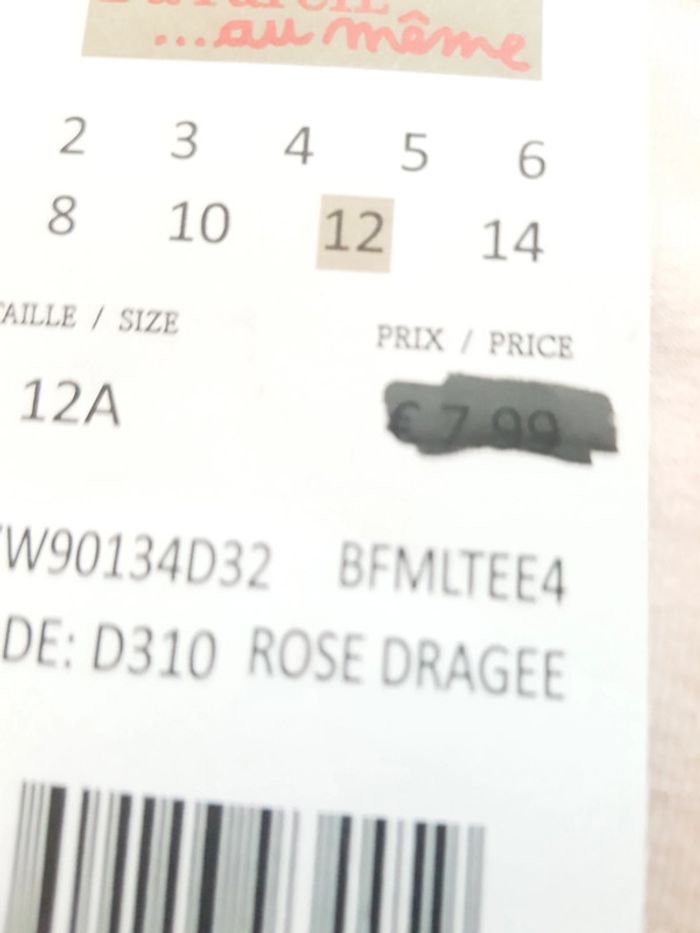 ...au même
2 3 4 5 6
8 10 12 14
TAILLE / SIZE
PRIX / PRICE
12A
€ 7.99
W90134D32 BFMLTEE4
DE: D310 ROSE DRAGEE